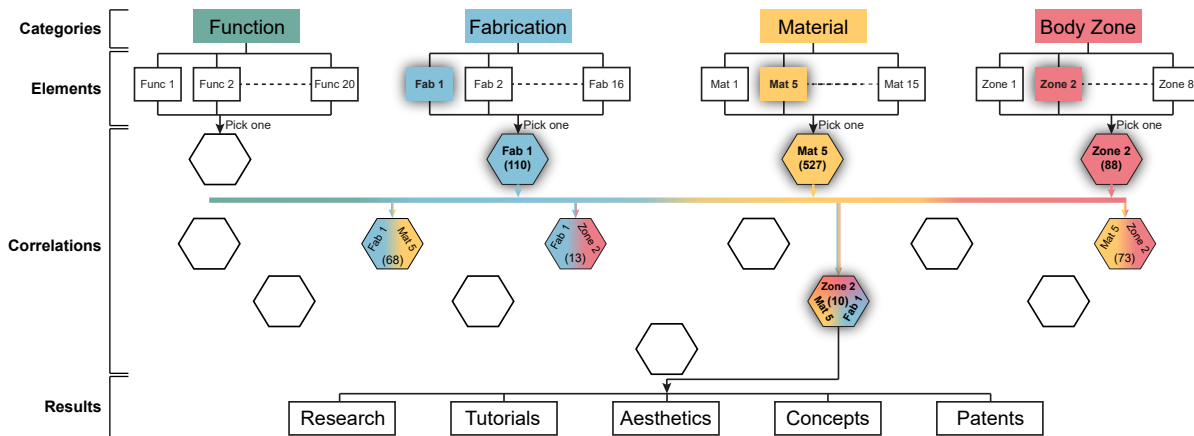 Categories
Function
Fabrication
Material
Body Zone
Elements
Func 1
Func 2
Func 20
Fab 1
Fab 2
Fab 16
Mat 1
Mat 5
Mat 15
Zone 1
Zone 2
Zone 8
Pick one
Pick one
Pick one
Pick one
Fab 1
(110)
Mat 5
(527)
Zone 2
(88)
Correlations
Fab 1
Mat 5
(68)
Fab 1
Zone 2
(13)
Mat 5
Zone 2
(73)
Zone 2
(10)
Mat 5
Fab 1
Results
Research
Tutorials
Aesthetics
Concepts
Patents